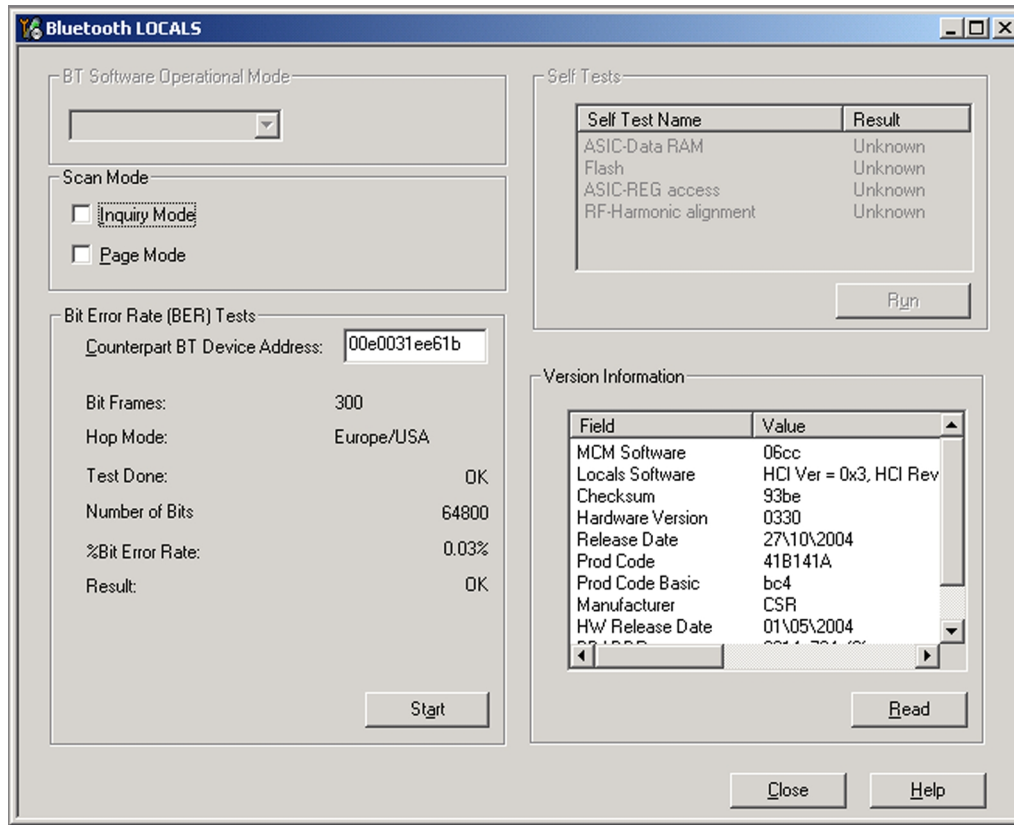 Bluetooth LOCALS
BT Software Operational Mode
Scan Mode
Inquiry Mode
Page Mode
Bit Error Rate (BER) Tests
Counterpart BT Device Address: 00e0031ee61b
Bit Frames: 300
Hop Mode: Europe/USA
Test Done: OK
Number of Bits 64800
%Bit Error Rate: 0.03%
Result: OK
Start
Self Tests
Self Test Name Result
ASIC-Data RAM Unknown
Flash Unknown
ASIC-REG access Unknown
RF-Harmonic alignment Unknown
Run
Version Information
Field Value
MCM Software 06cc
Locals Software HCI Ver = 0x3, HCI Rev
Checksum 93be
Hardware Version 0330
Release Date 27\10\2004
Prod Code 41B141A
Prod Code Basic bc4
Manufacturer CSR
HW Release Date 01\05\2004
Read
Close Help